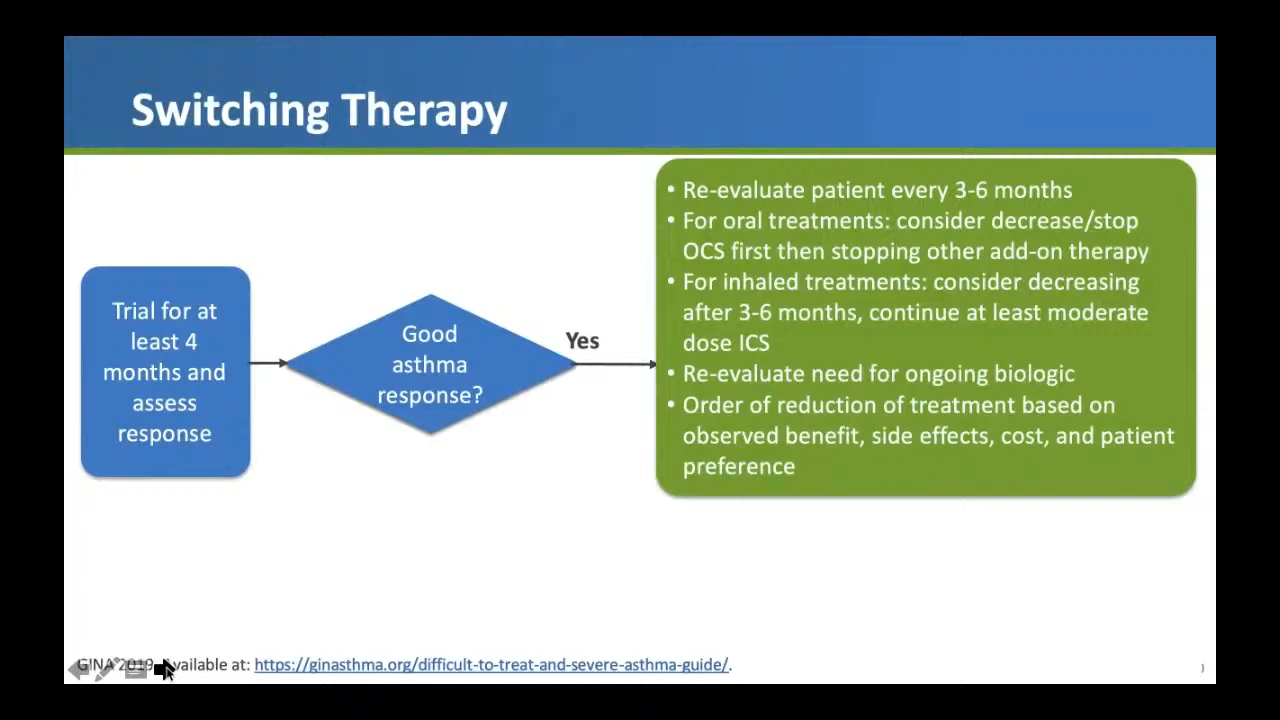 Switching Therapy
Trial for at
least 4
months and
assess
response
Good
asthma
response?
Yes
• Re-evaluate patient every 3-6 months
• For oral treatments: consider decrease/stop
OCS first then stopping other add-on therapy
• For inhaled treatments: consider decreasing
after 3-6 months, continue at least moderate
dose ICS
• Re-evaluate need for ongoing biologic
• Order of reduction of treatment based on
observed benefit, side effects, cost, and patient
preference
GINA 2019. Available at: https://ginasthma.org/difficult-to-treat-and-severe-asthma-guide/.